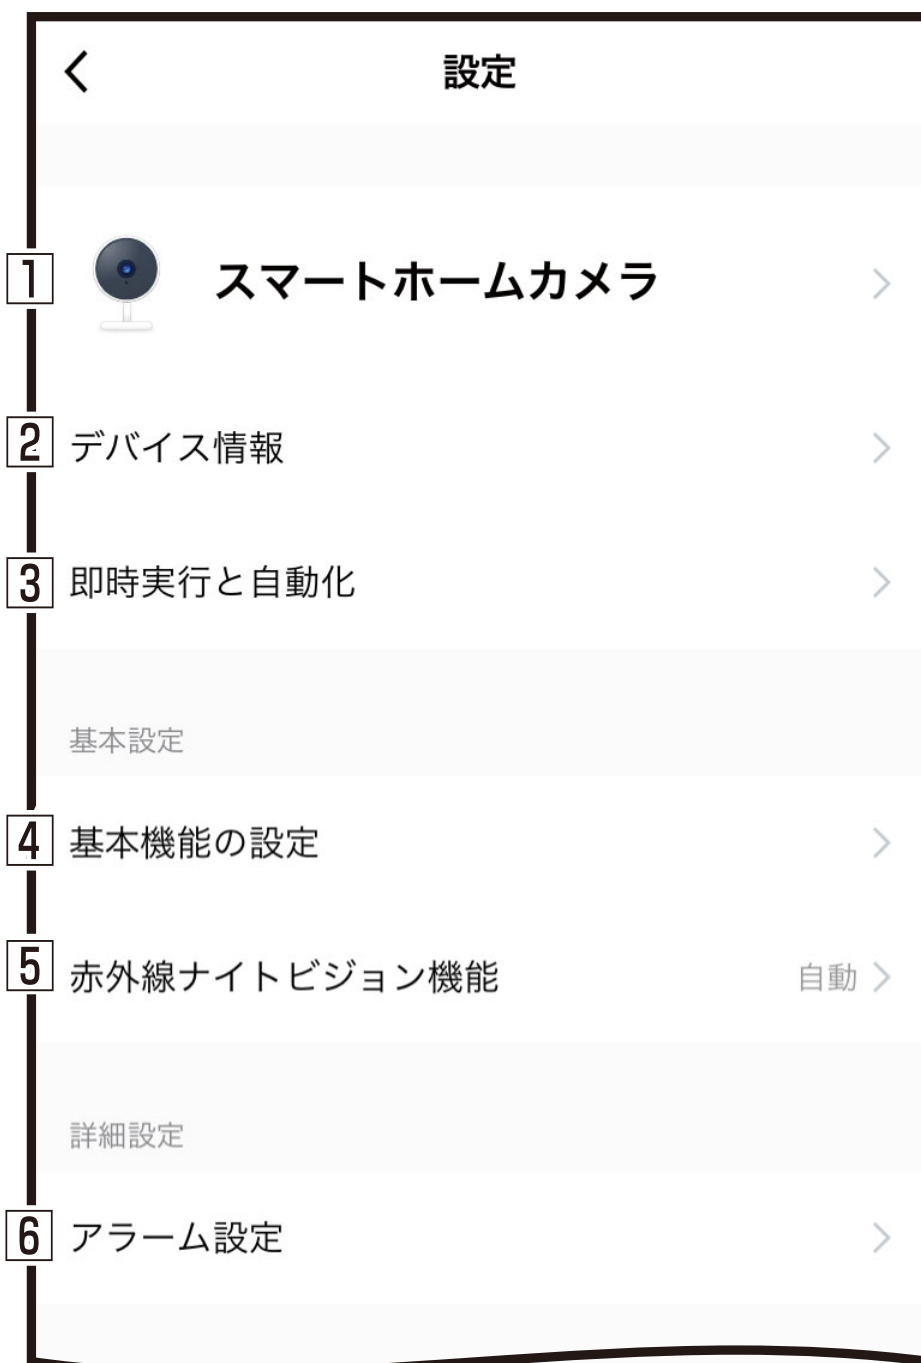 設定
1 スマートホームカメラ
2 デバイス情報
3 即時実行と自動化
基本設定
4 基本機能の設定
5 赤外線ナイトビジョン機能 自動
詳細設定
6 アラーム設定